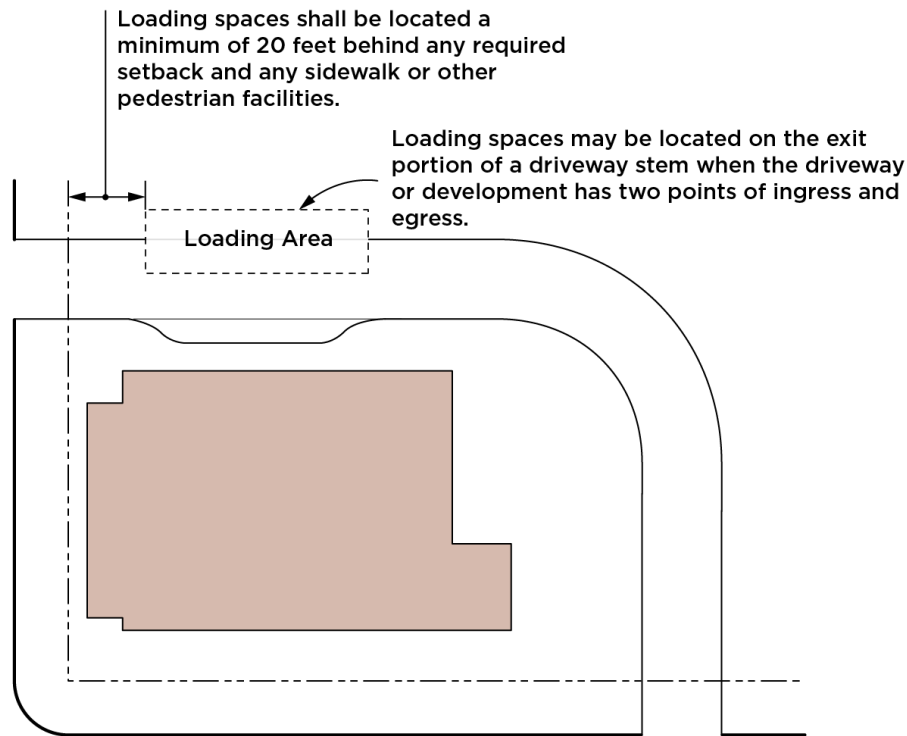 Loading spaces shall be located a
minimum of 20 feet behind any required
setback and any sidewalk or other
pedestrian facilities.
Loading spaces may be located on the exit
portion of a driveway stem when the driveway
or development has two points of ingress and
egress.
Loading Area